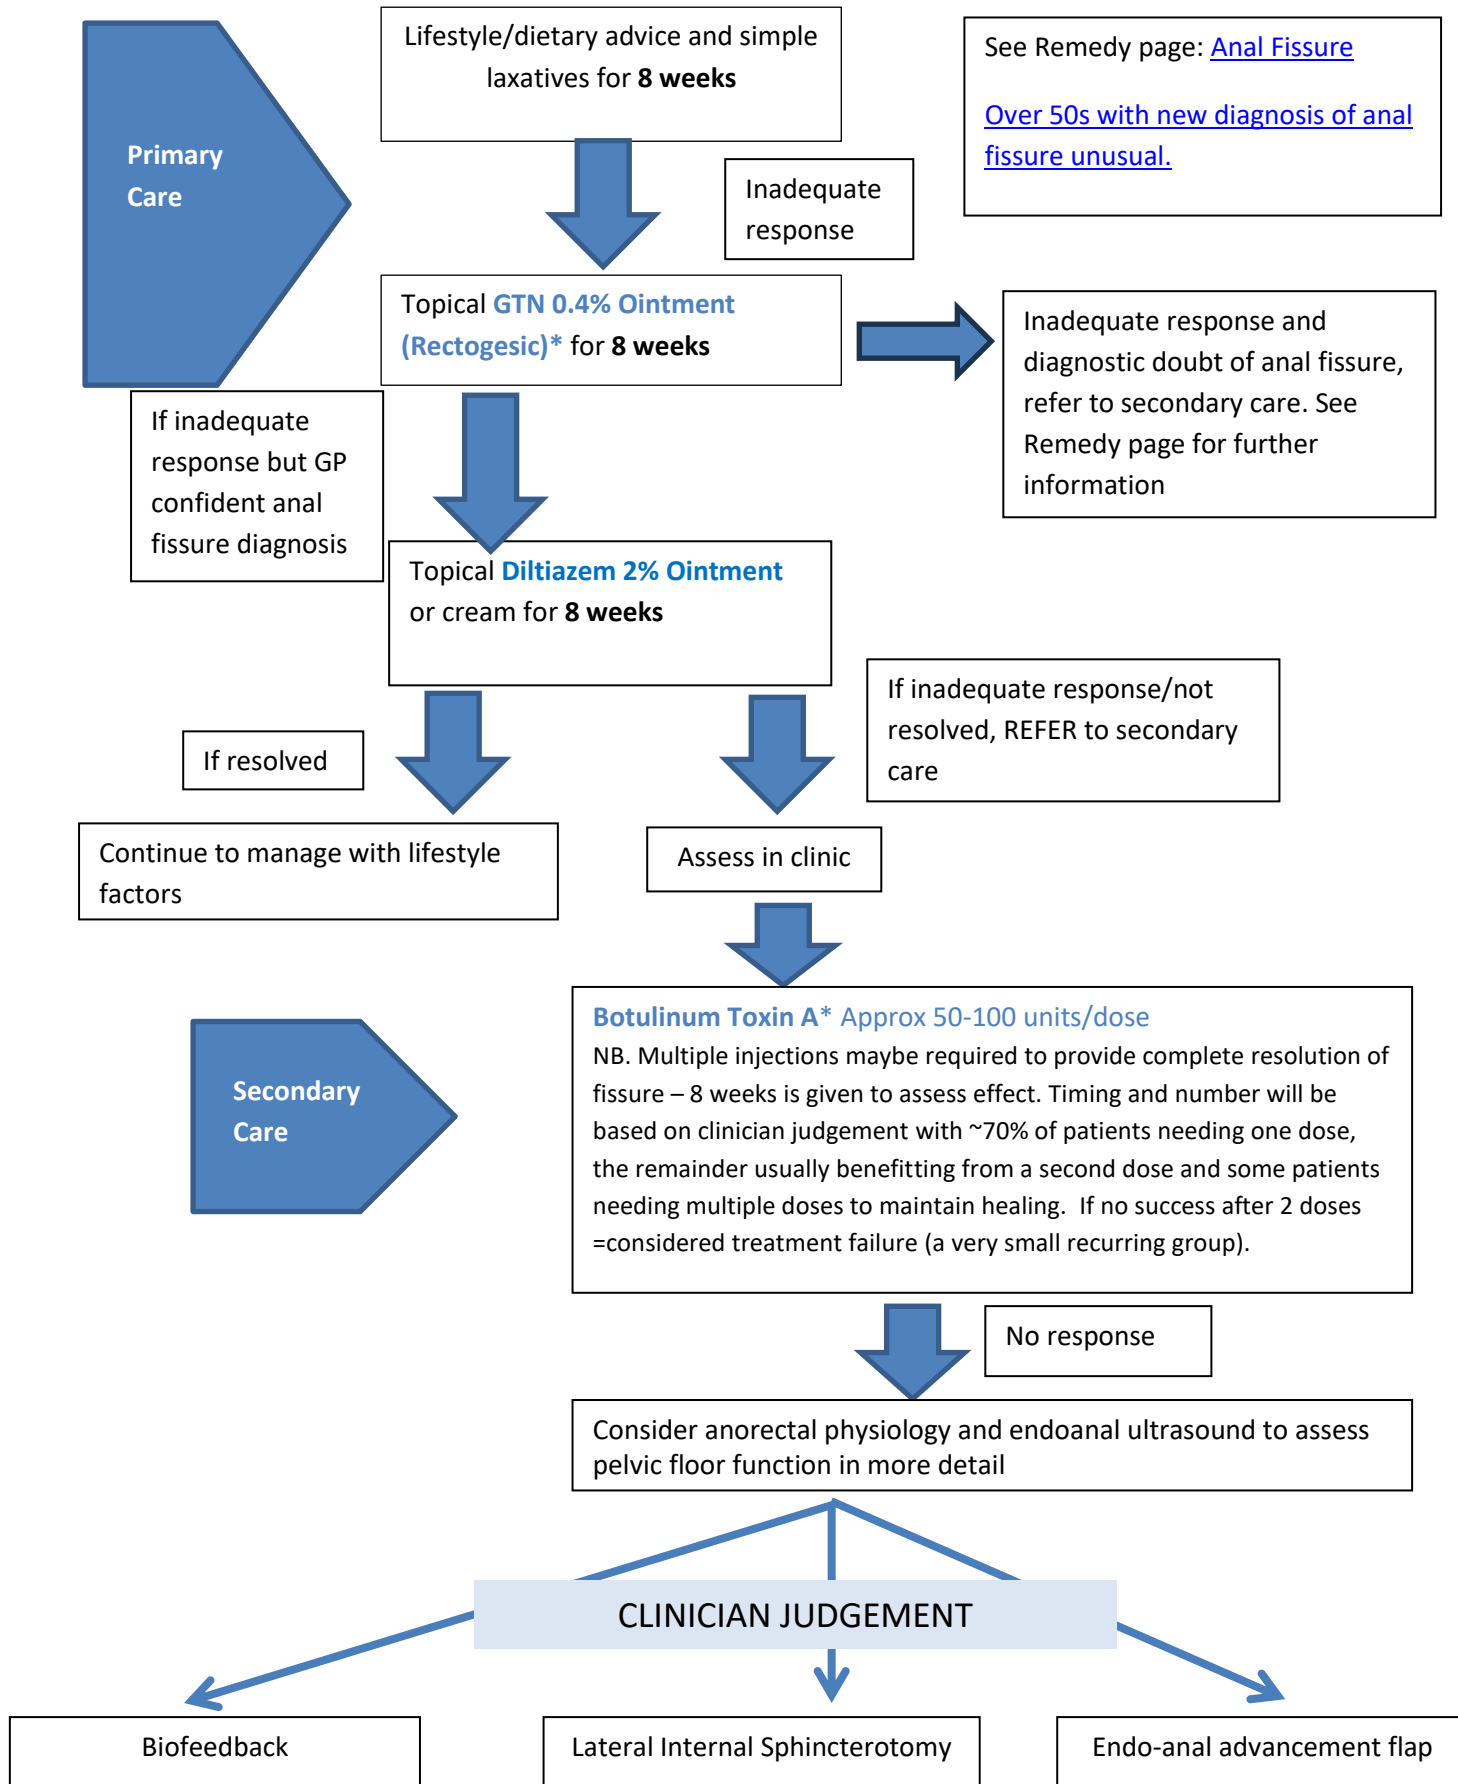 Lifestyle/dietary advice and simple
laxatives for 8 weeks
See Remedy page: Anal Fissure
Over 50s with new diagnosis of anal
fissure unusual.
Primary
Care
Inadequate
response
Topical GTN 0.4% Ointment
(Rectogesic)* for 8 weeks
Inadequate response and
diagnostic doubt of anal fissure,
refer to secondary care. See
Remedy page for further
information
If inadequate
response but GP
confident anal
fissure diagnosis
Topical Diltiazem 2% Ointment
or cream for 8 weeks
If inadequate response/not
resolved, REFER to secondary
care
If resolved
Continue to manage with lifestyle
factors
Assess in clinic
Secondary
Care
Botulinum Toxin A* Approx 50-100 units/dose
NB. Multiple injections maybe required to provide complete resolution of
fissure – 8 weeks is given to assess effect. Timing and number will be
based on clinician judgement with ~70% of patients needing one dose,
the remainder usually benefitting from a second dose and some patients
needing multiple doses to maintain healing.  If no success after 2 doses
=considered treatment failure (a very small recurring group).
No response
Consider anorectal physiology and endoanal ultrasound to assess
pelvic floor function in more detail
CLINICIAN JUDGEMENT
Biofeedback
Lateral Internal Sphincterotomy
Endo-anal advancement flap